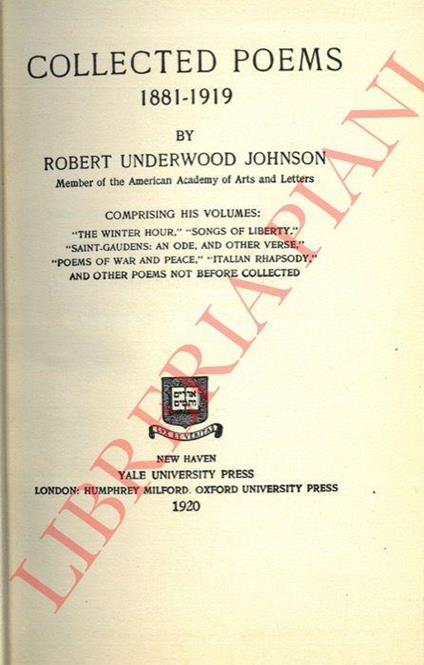 COLLECTED POEMS
1881-1919
BY
ROBERT UNDERWOOD JOHNSON
Member of the American Academy of Arts and Letters
COMPRISING HIS VOLUMES:
"THE WINTER HOUR," "SONGS OF LIBERTY,"
"SAINT-GAUDENS: AN ODE, AND OTHER VERSE,"
"POEMS OF WAR AND PEACE," "ITALIAN RHAPSODY,"
AND OTHER POEMS NOT BEFORE COLLECTED
אורים
ותמים
LUX ET VERITAS
NEW HAVEN
YALE UNIVERSITY PRESS
LONDON: HUMPHREY MILFORD. OXFORD UNIVERSITY PRESS
1920
LIBRERIA PIANI